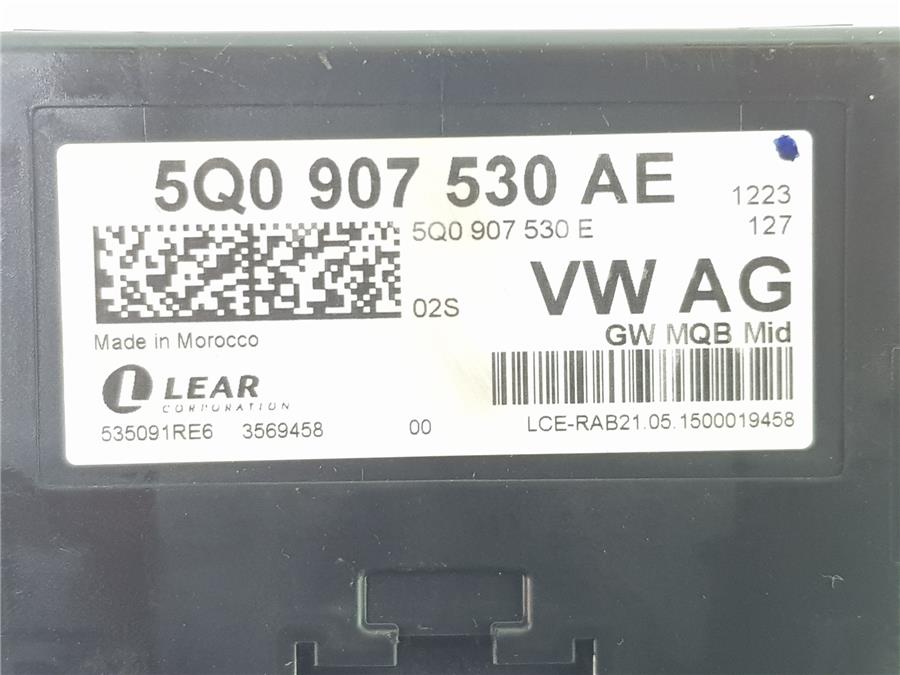 5Q0 907 530 AE
1223
5Q0 907 530 E
127
02S
VW AG
GW MQB Mid
Made in Morocco
LEAR
CORPORATION
535091RE6 3569458 00
LCE-RAB21.05.1500019458